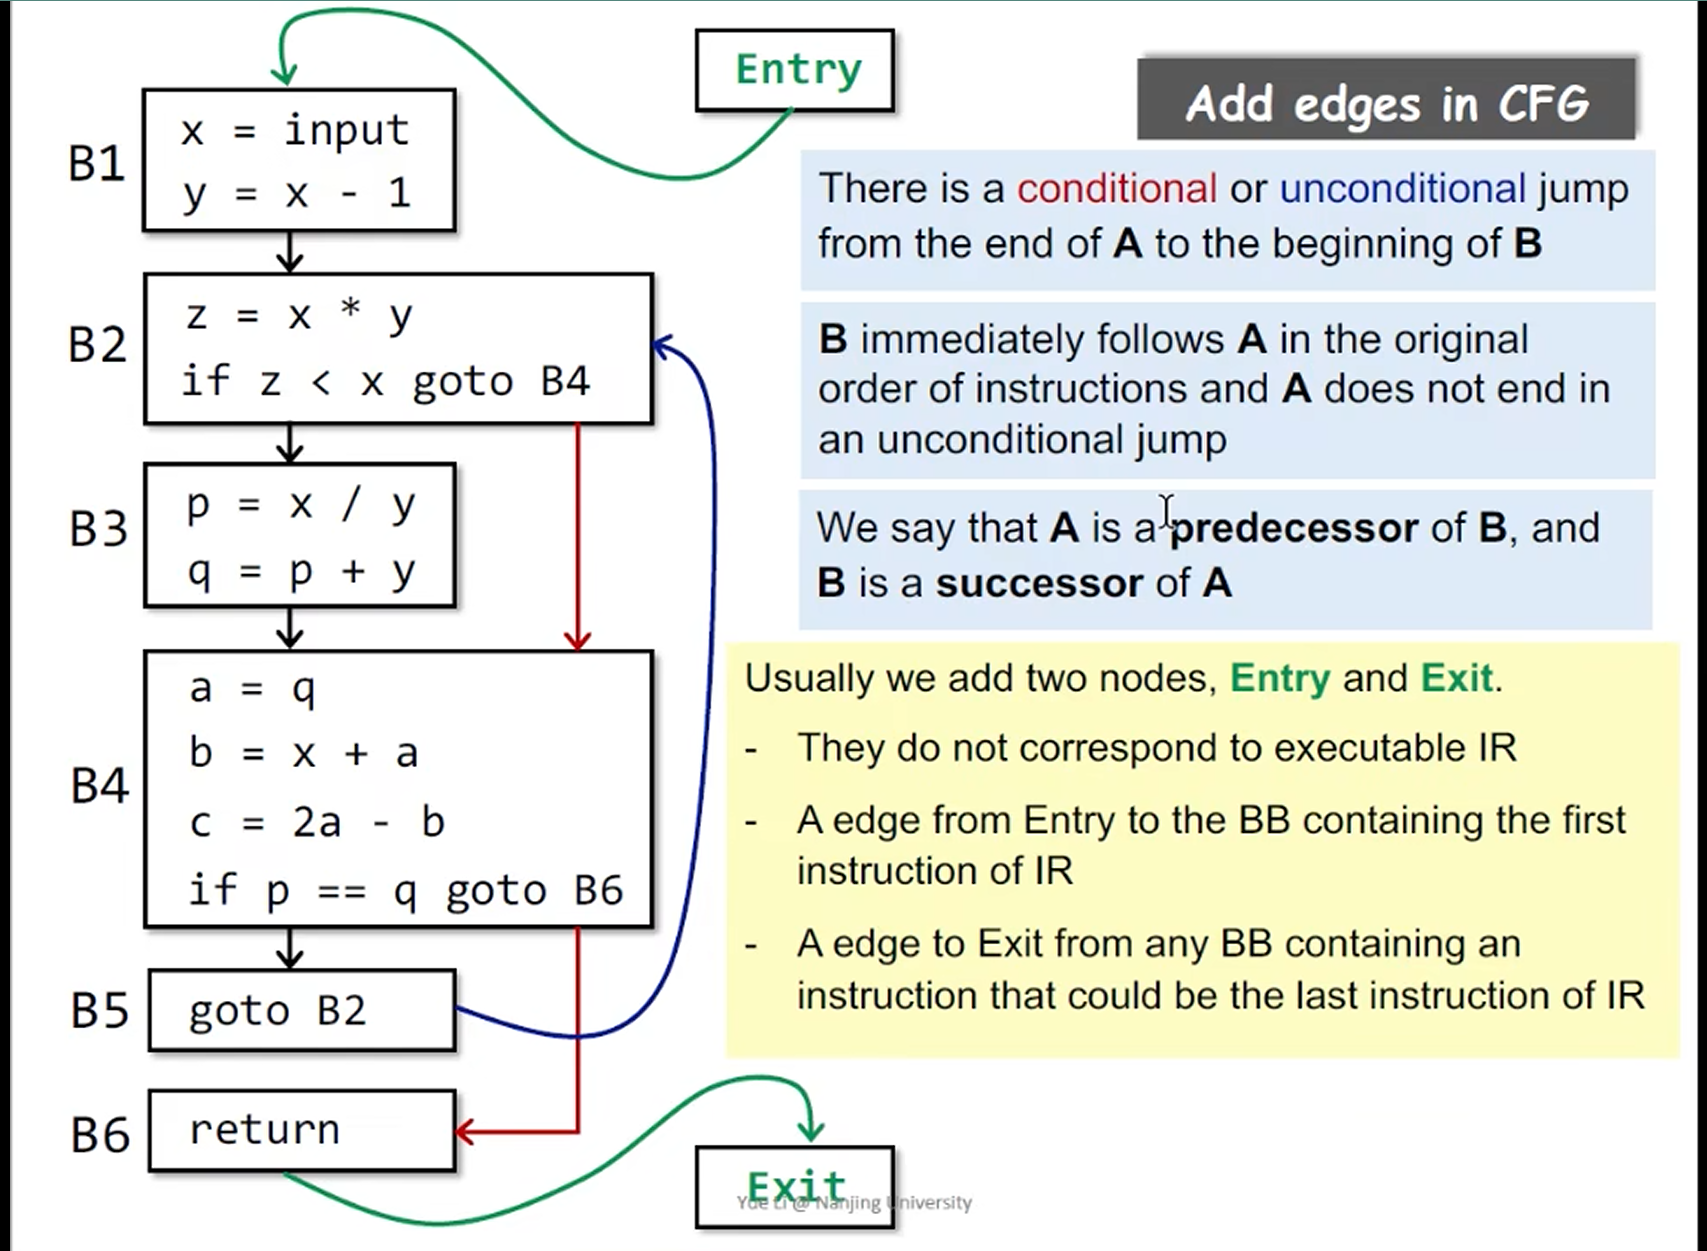 Entry
Add edges in CFG
B1
x = input
y = x - 1
B2
z = x * y
if z < x goto B4
B3
p = x / y
q = p + y
B4
a = q
b = x + a
c = 2a - b
if p == q goto B6
B5
goto B2
B6
return
Exit
There is a conditional or unconditional jump
from the end of A to the beginning of B
B immediately follows A in the original
order of instructions and A does not end in
an unconditional jump
We say that A is a predecessor of B, and
B is a successor of A
Usually we add two nodes, Entry and Exit.
- They do not correspond to executable IR
- A edge from Entry to the BB containing the first
instruction of IR
- A edge to Exit from any BB containing an
instruction that could be the last instruction of IR
Yue Li @ Nanjing University